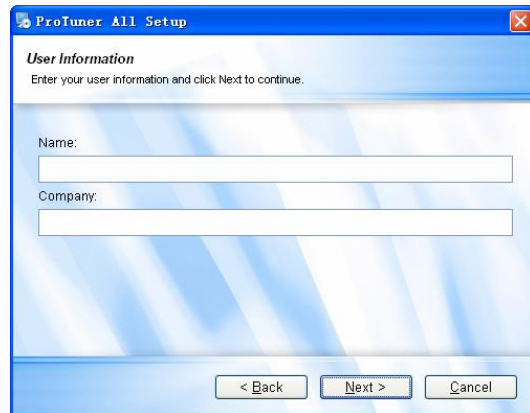 ProTuner All Setup
User Information
Enter your user information and click Next to continue.
Name:
Company:
< Back
Next >
Cancel